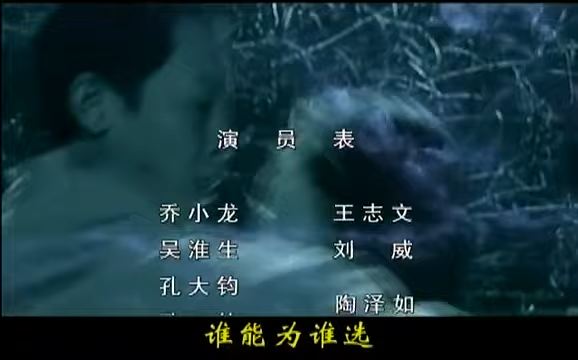 演员表
乔小龙 王志文
吴淮生 刘威
孔大钧
陶泽如
谁能为谁选